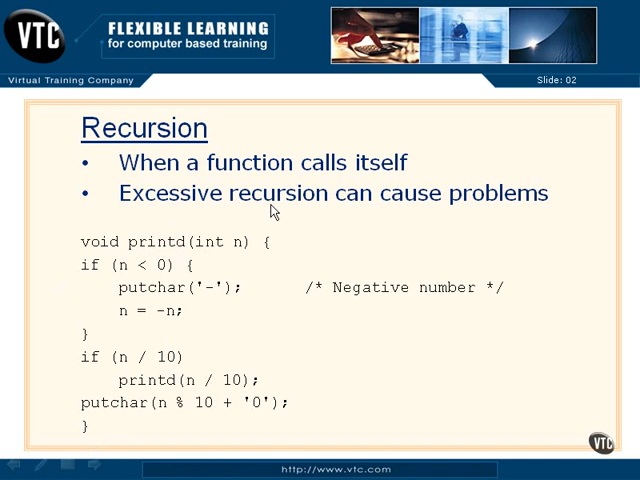 VTC
FLEXIBLE LEARNING
for computer based training
Virtual Training Company
Slide: 02
Recursion
• When a function calls itself
• Excessive recursion can cause problems
void printd(int n) {
if (n < 0) {
putchar('-'); /* Negative number */
n = -n;
}
if (n / 10)
printd(n / 10);
putchar(n % 10 + '0');
}
VTC
http://www.vtc.com